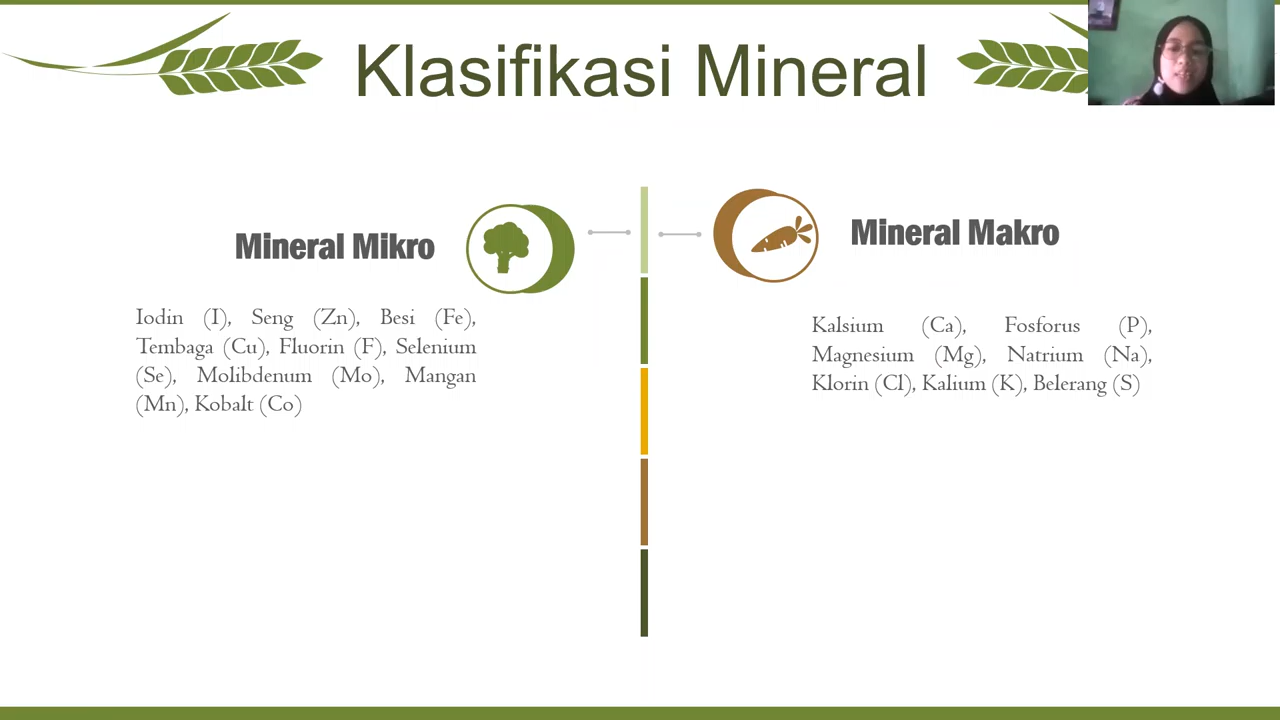 Klasifikasi Mineral
Mineral Mikro
Iodin (I), Seng (Zn), Besi (Fe),
Tembaga (Cu), Fluorin (F), Selenium
(Se), Molibdenum (Mo), Mangan
(Mn), Kobalt (Co)
Mineral Makro
Kalsium (Ca), Fosforus (P),
Magnesium (Mg), Natrium (Na),
Klorin (Cl), Kalium (K), Belerang (S)